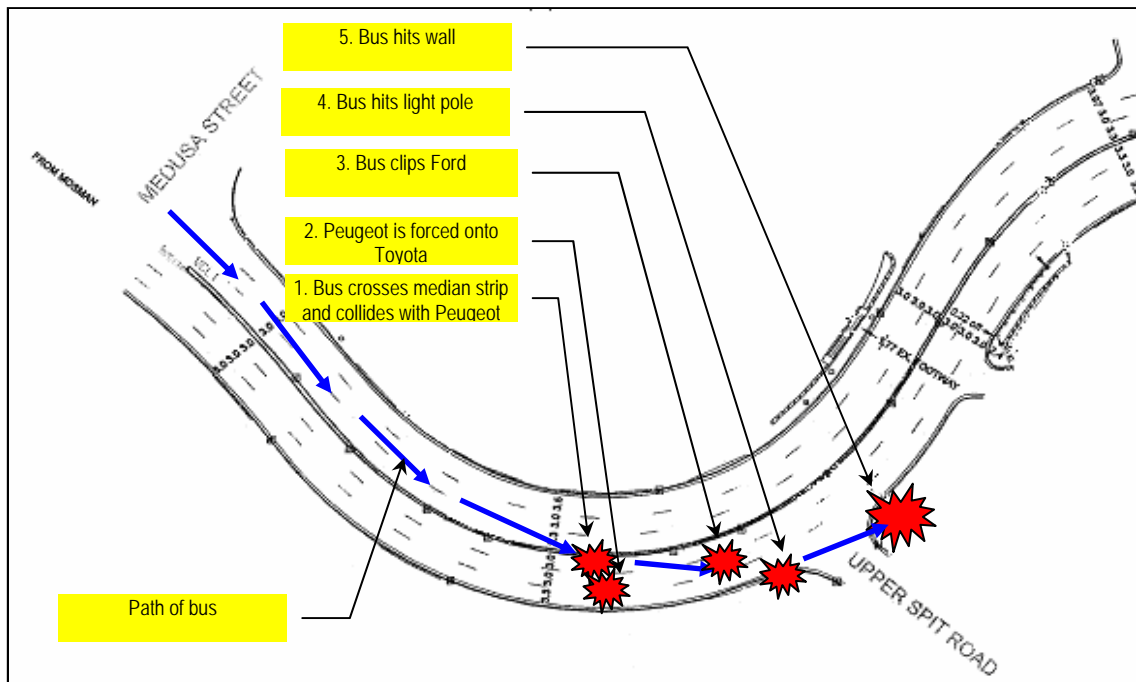 5. Bus hits wall
4. Bus hits light pole
3. Bus clips Ford
2. Peugeot is forced onto
Toyota
1. Bus crosses median strip
and collides with Peugeot
Path of bus
FROM MOSMAN
MEDUSA STREET
UPPER SPIT ROAD
FOOTWAY